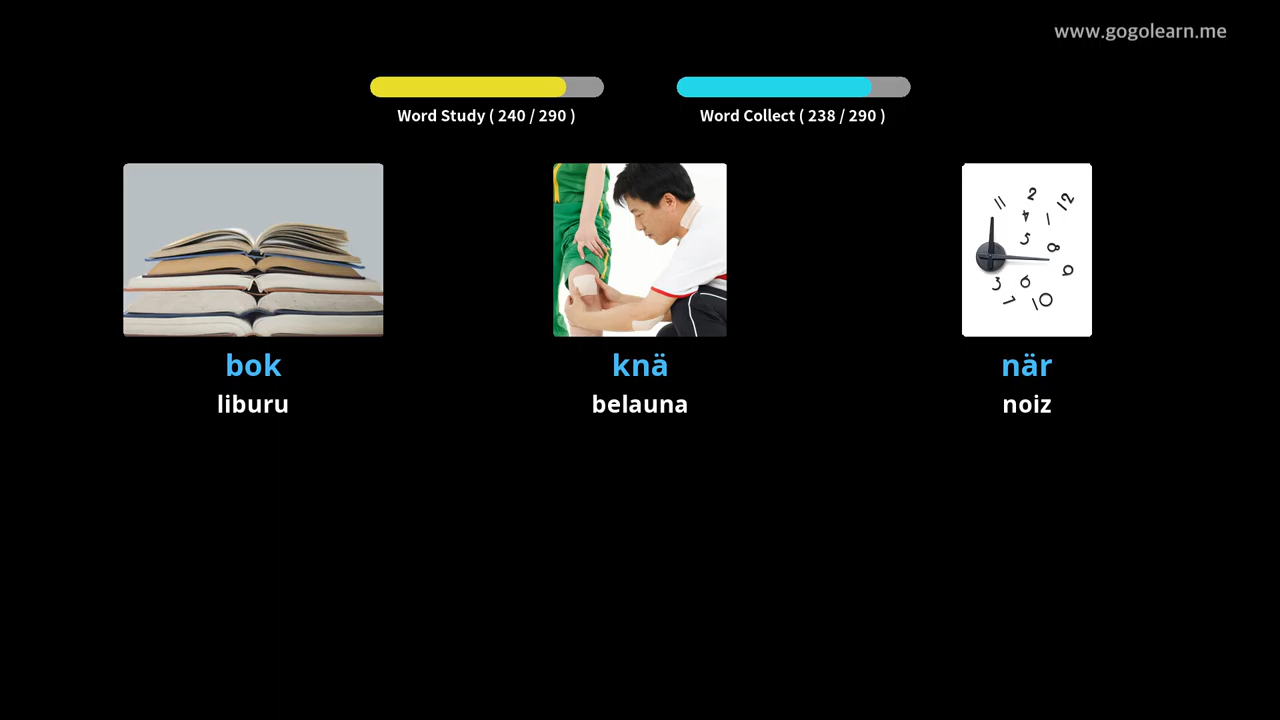 www.gogolearn.me
Word Study ( 240 / 290 )
Word Collect ( 238 / 290 )
bok
knä
när
liburu
belauna
noiz